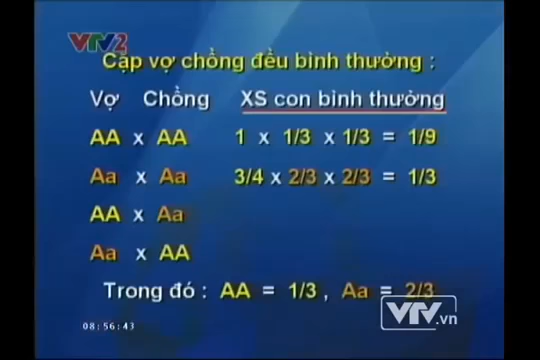 VTV2
Cặp vợ chồng đều bình thường :
Vợ Chồng XS con bình thường
AA x AA 1 x 1/3 x 1/3 = 1/9
Aa x Aa 3/4 x 2/3 x 2/3 = 1/3
AA x Aa
Aa x AA
Trong đó : AA = 1/3 , Aa = 2/3
08:56:43
VTV.vn